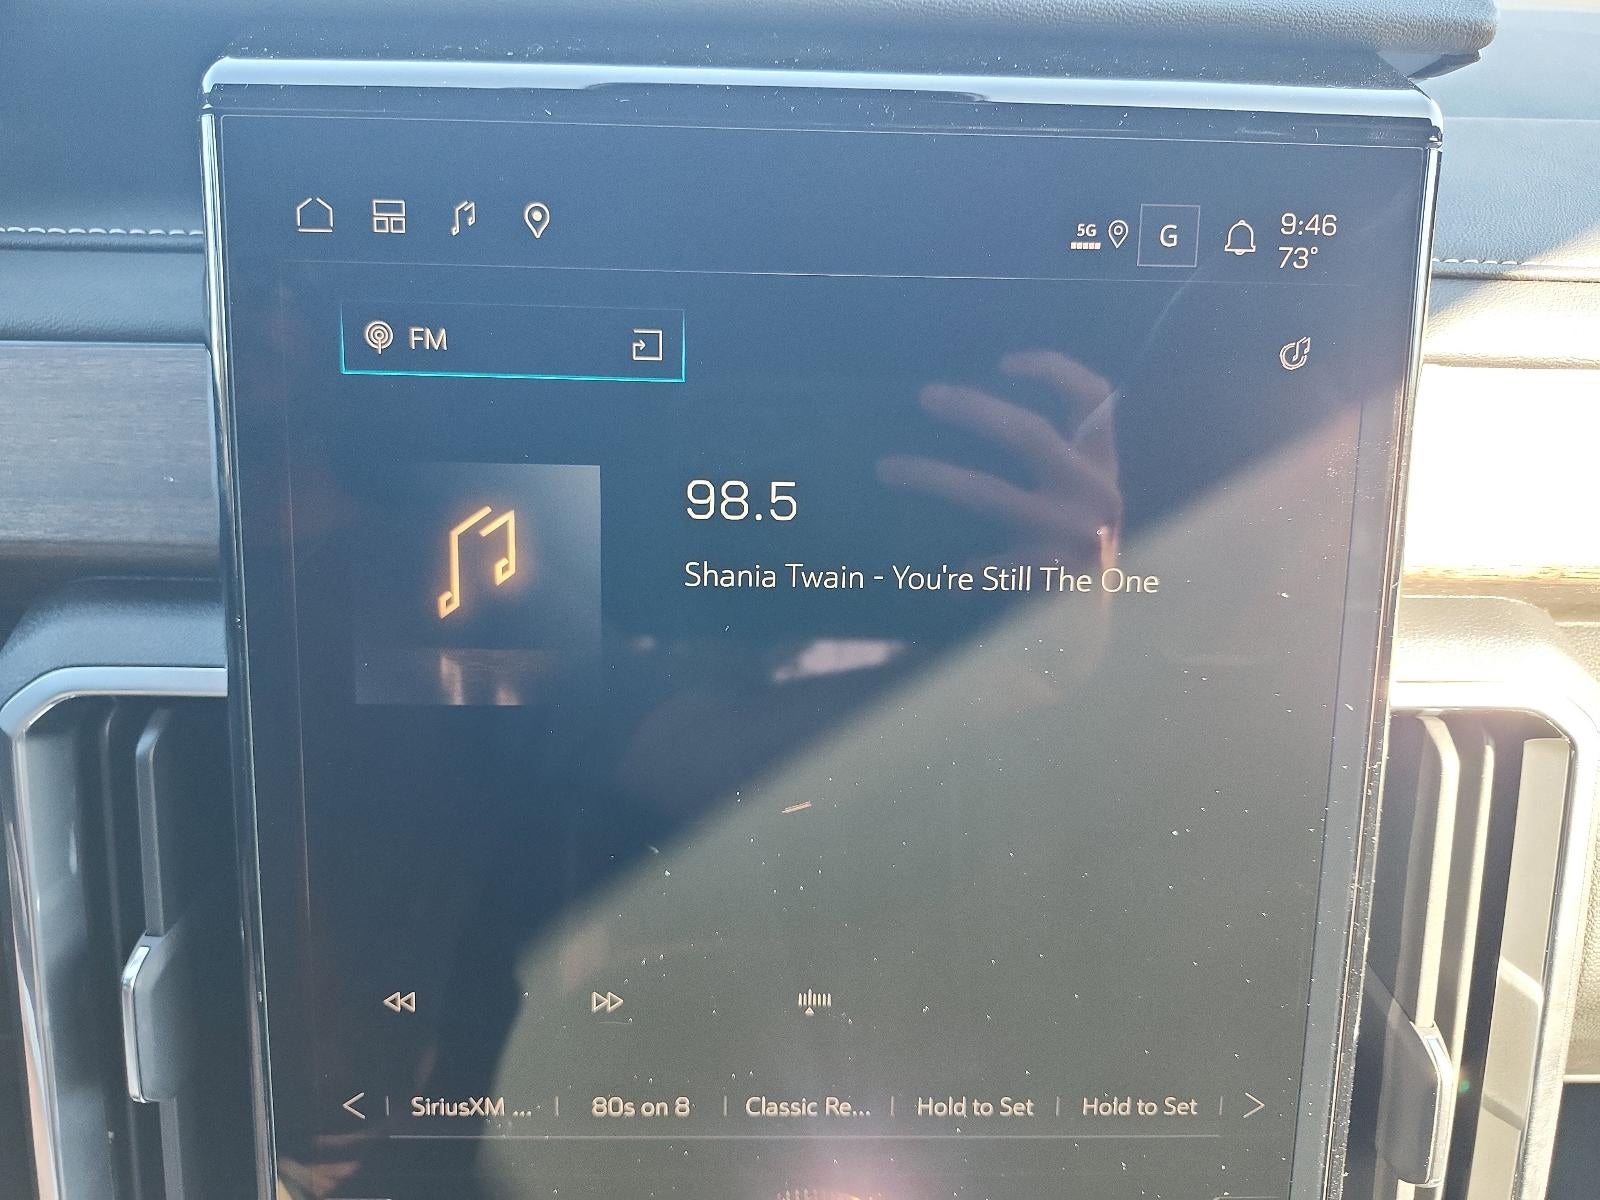 5G
G
9:46
73°
FM
98.5
Shania Twain - You're Still The One
SiriusXM ... 80s on 8 Classic Re... Hold to Set Hold to Set